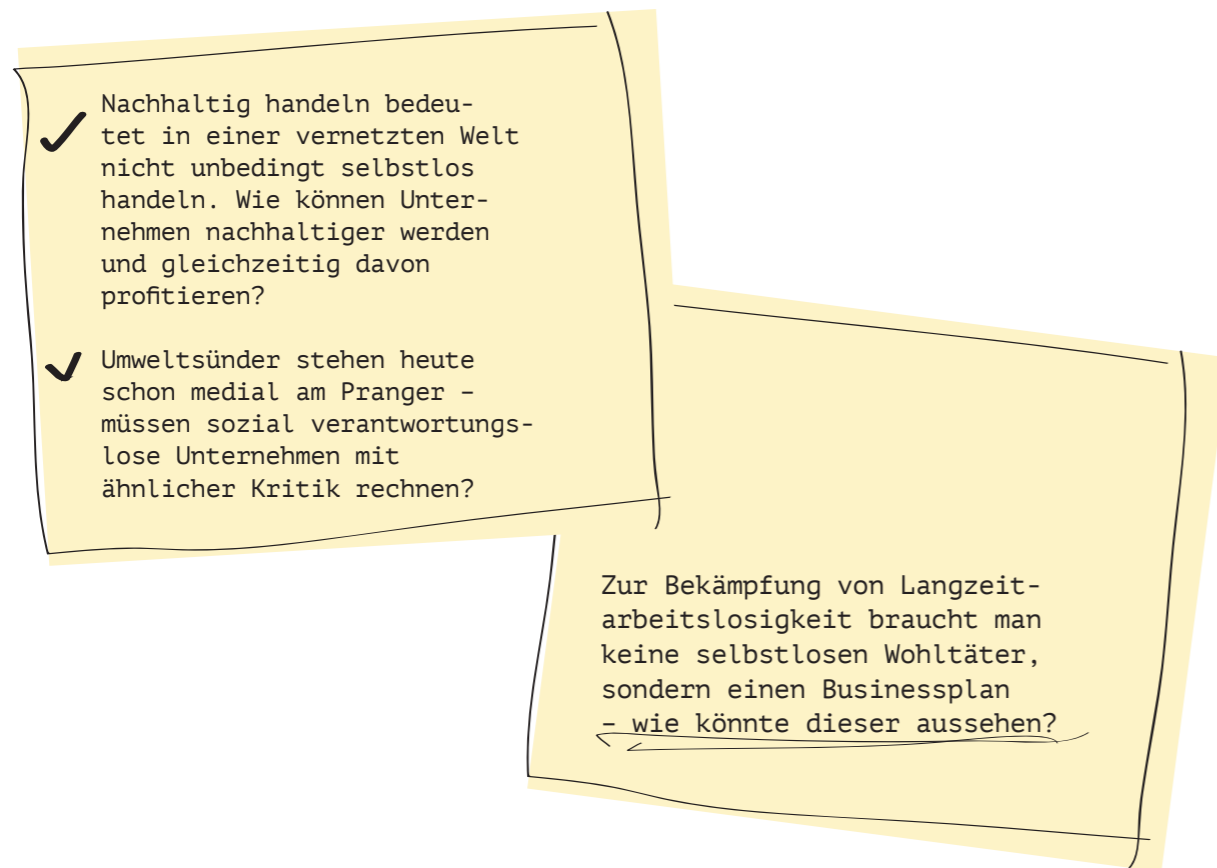 Nachhaltig handeln bedeu-
tet in einer vernetzten Welt
nicht unbedingt selbstlos
handeln. Wie können Unter-
nehmen nachhaltiger werden
und gleichzeitig davon
profitieren?
Umweltsünder stehen heute
schon medial am Pranger –
müssen sozial verantwortungs-
lose Unternehmen mit
ähnlicher Kritik rechnen?
Zur Bekämpfung von Langzeit-
arbeitslosigkeit braucht man
keine selbstlosen Wohltäter,
sondern einen Businessplan
– wie könnte dieser aussehen?